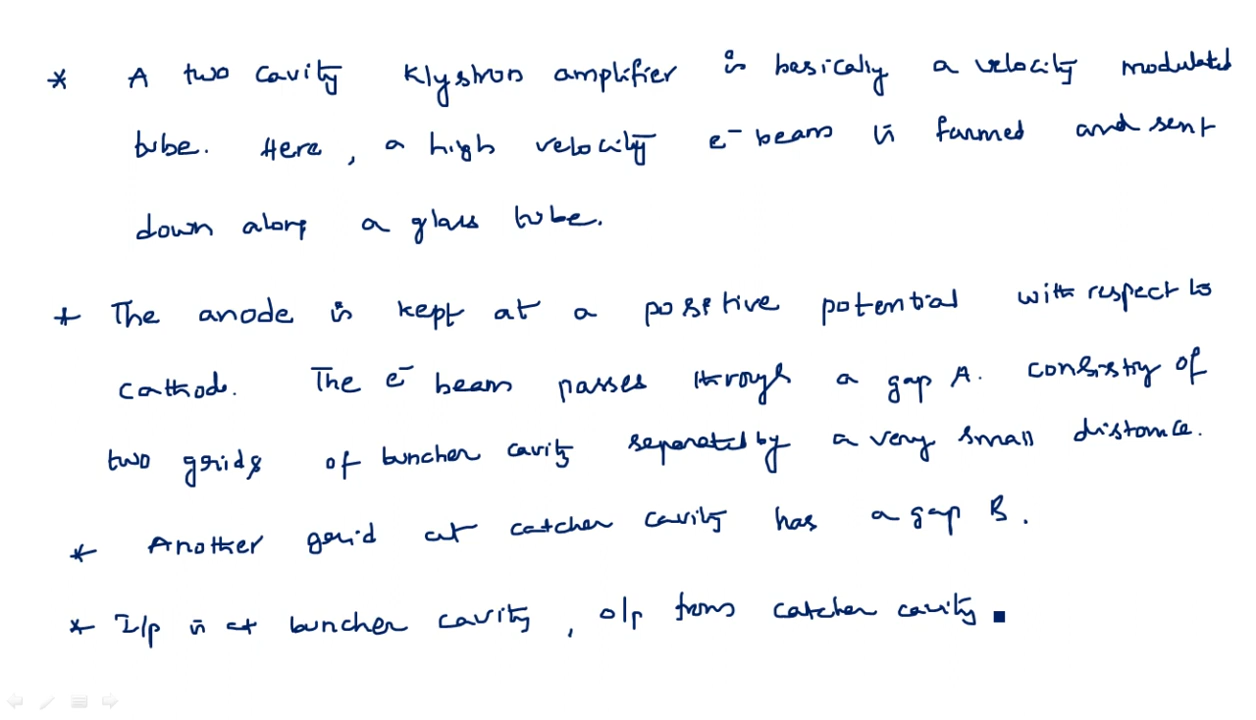 * A two cavity Klystron amplifier is basically a velocity modulated
tube. Here, a high velocity e⁻ beam is formed and sent
down along a glass tube.
* The anode is kept at a positive potential with respect to
cathode. The e⁻ beam passes through a gap A. consisting of
two grids of buncher cavity separated by a very small distance.
* Another grid at catcher cavity has a gap B.
* I/p is at buncher cavity, o/p from catcher cavity.